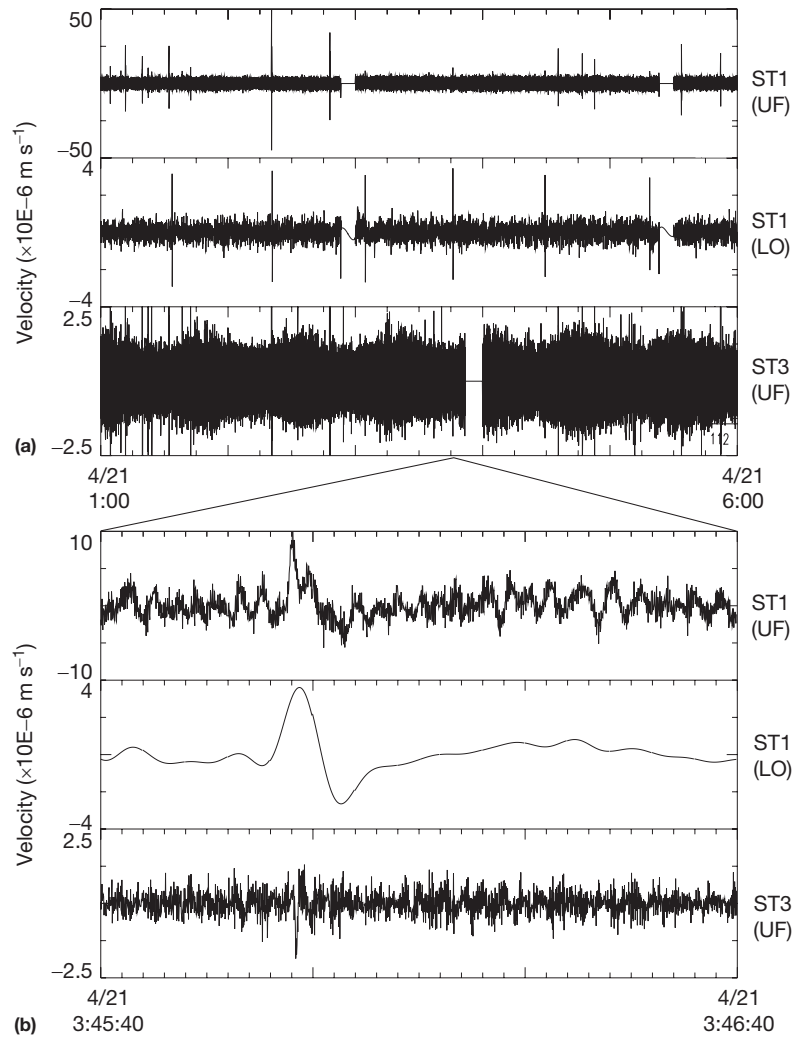 50
ST1
(UF)
−50
4
ST1
(LO)
−4
2.5
ST3
(UF)
112
(a)
−2.5
Velocity (×10E−6 m s−1)
4/21
1:00
4/21
6:00
10
ST1
(UF)
−10
4
ST1
(LO)
−4
2.5
ST3
(UF)
−2.5
Velocity (×10E−6 m s−1)
4/21
3:45:40
4/21
3:46:40
(b)